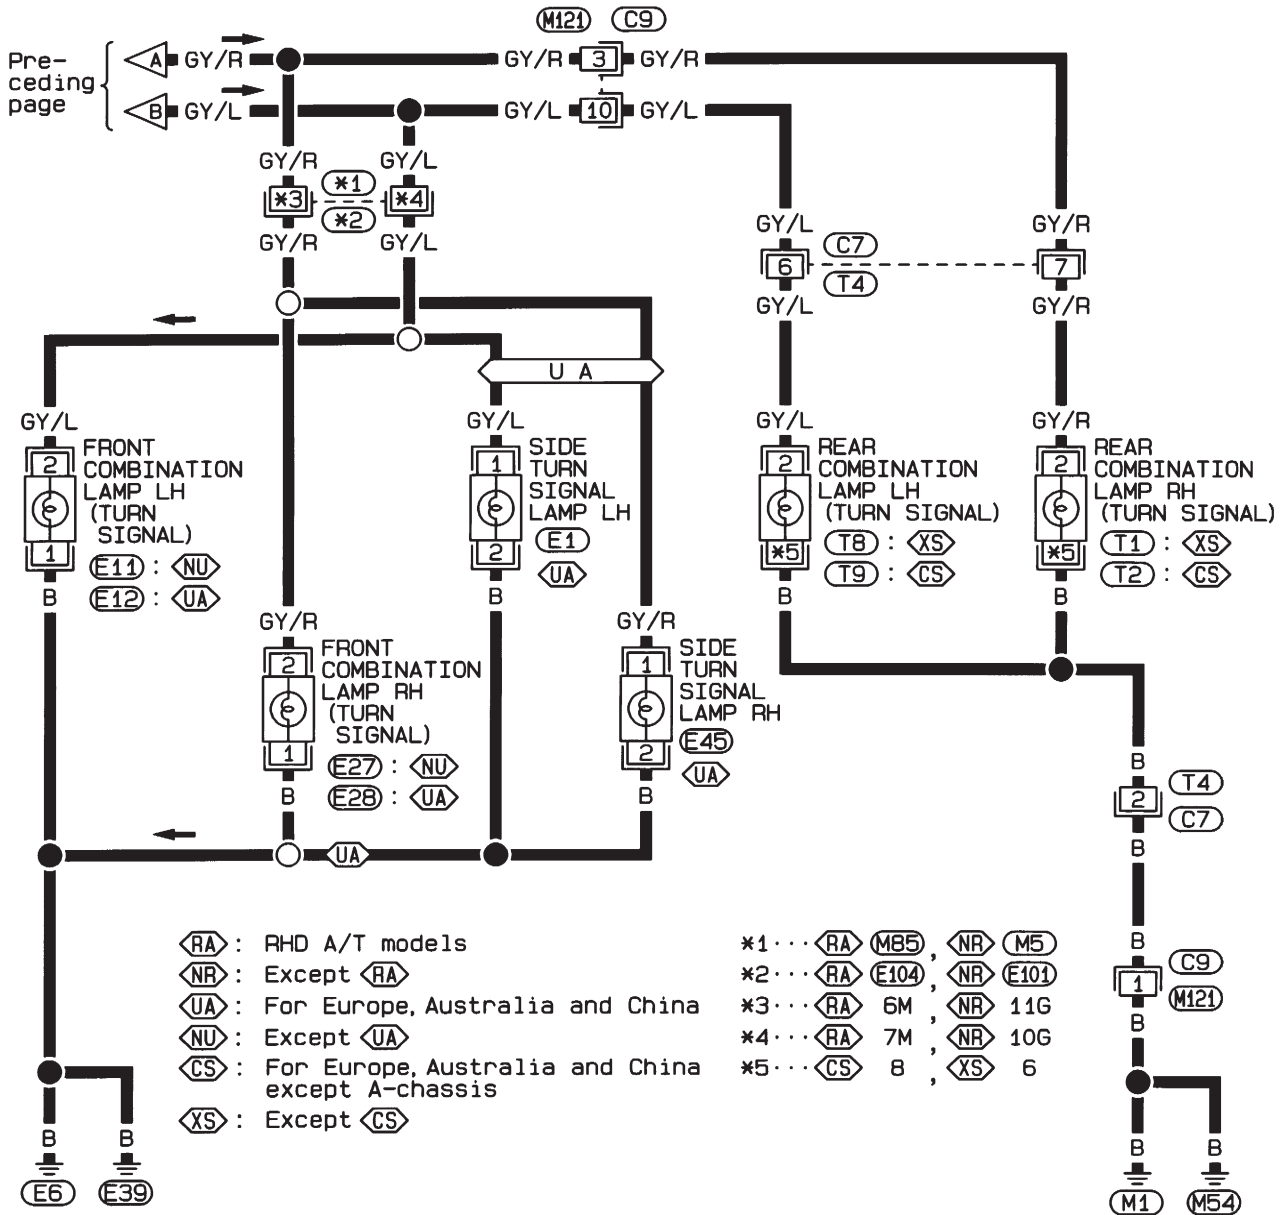 M121 C9
Pre-
ceding
page
A GY/R GY/R 3 GY/R
B GY/L GY/L 10 GY/L
GY/R GY/L
*3 *1 *4
*2
GY/R GY/L
GY/L C7 GY/R
6 7
T4
GY/L GY/R
U A
GY/L
2
FRONT
COMBINATION
LAMP LH
(TURN
SIGNAL)
1
E11 : NU
E12 : UA
B
GY/L
1
SIDE
TURN
SIGNAL
LAMP LH
2
E1
UA
B
GY/L
2
REAR
COMBINATION
LAMP LH
(TURN SIGNAL)
*5
T8 : XS
T9 : CS
B
GY/R
2
REAR
COMBINATION
LAMP RH
(TURN SIGNAL)
*5
T1 : XS
T2 : CS
B
GY/R
2
FRONT
COMBINATION
LAMP RH
(TURN
SIGNAL)
1
E27 : NU
E28 : UA
B
GY/R
1
SIDE
TURN
SIGNAL
LAMP RH
2
E45
UA
B
UA
B
2 T4
C7
B
B
1 C9
M121
B
RA : RHD A/T models
NR : Except RA
UA : For Europe, Australia and China
NU : Except UA
CS : For Europe, Australia and China
except A-chassis
XS : Except CS
*1··· RA M85 , NR M5
*2··· RA E104 , NR E101
*3··· RA 6M , NR 11G
*4··· RA 7M , NR 10G
*5··· CS 8 , XS 6
B B
E6 E39
B B
M1 M54